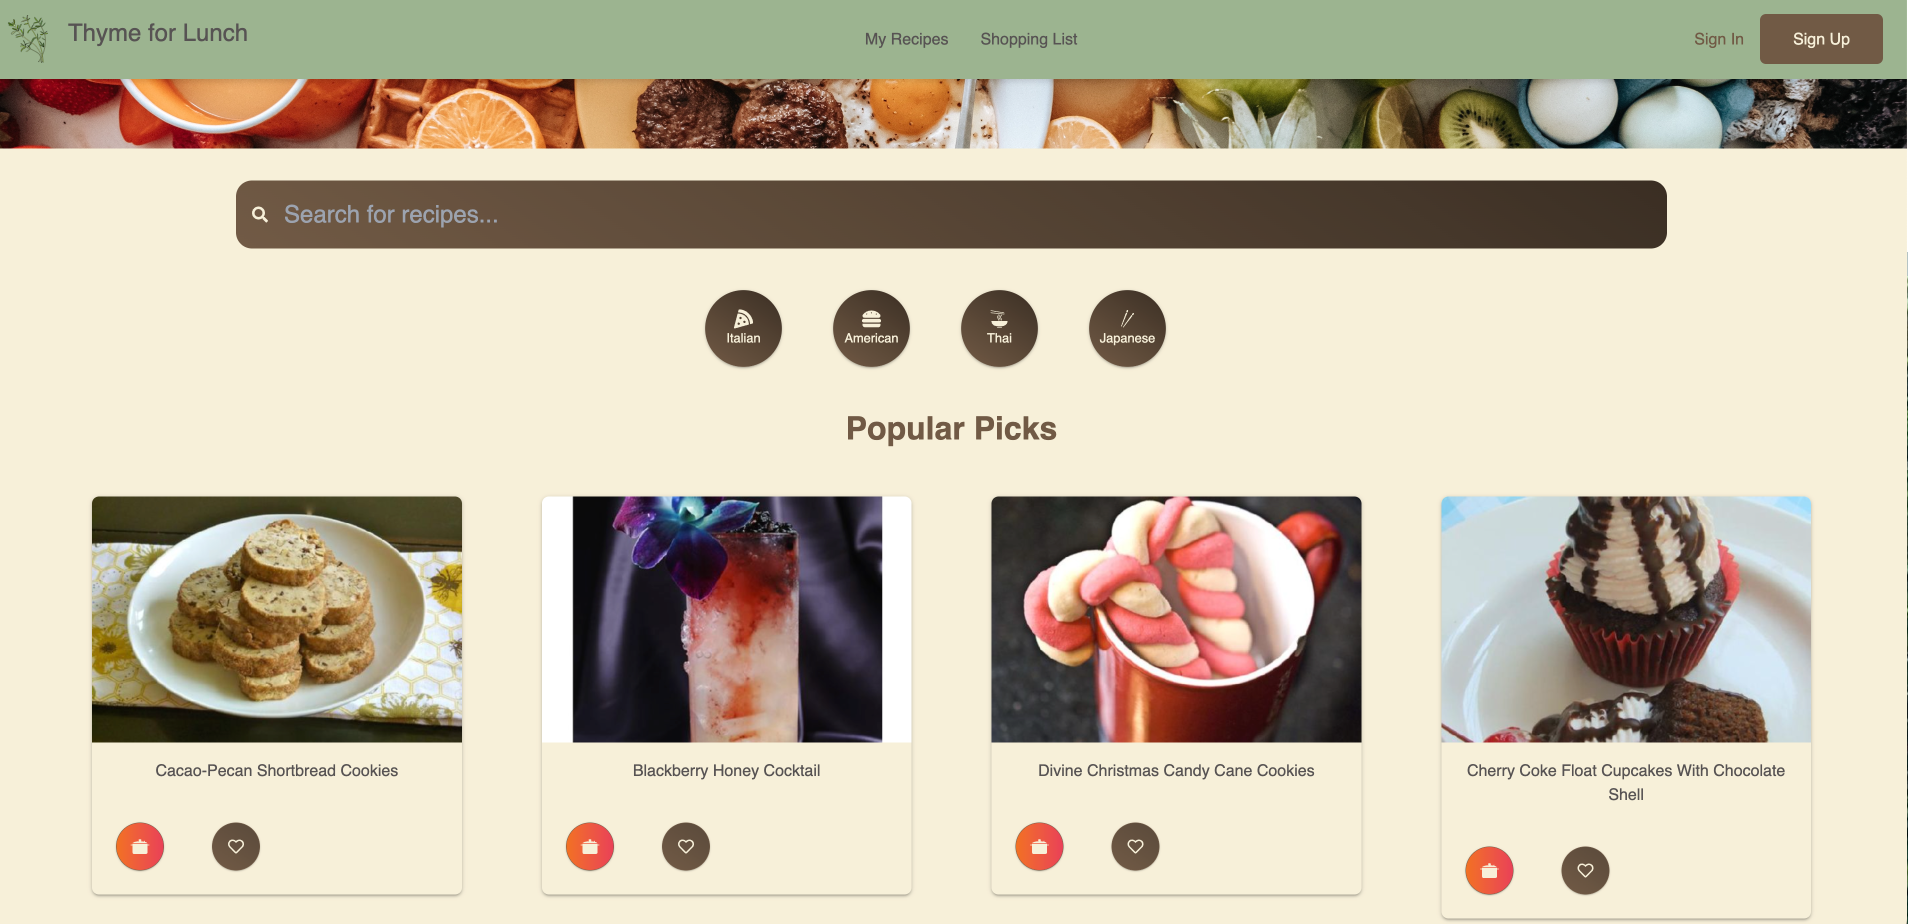 Thyme for Lunch
My Recipes
Shopping List
Sign In
Sign Up
Search for recipes...
Italian
American
Thai
Japanese
Popular Picks
Cacao-Pecan Shortbread Cookies
Blackberry Honey Cocktail
Divine Christmas Candy Cane Cookies
Cherry Coke Float Cupcakes With Chocolate
Shell